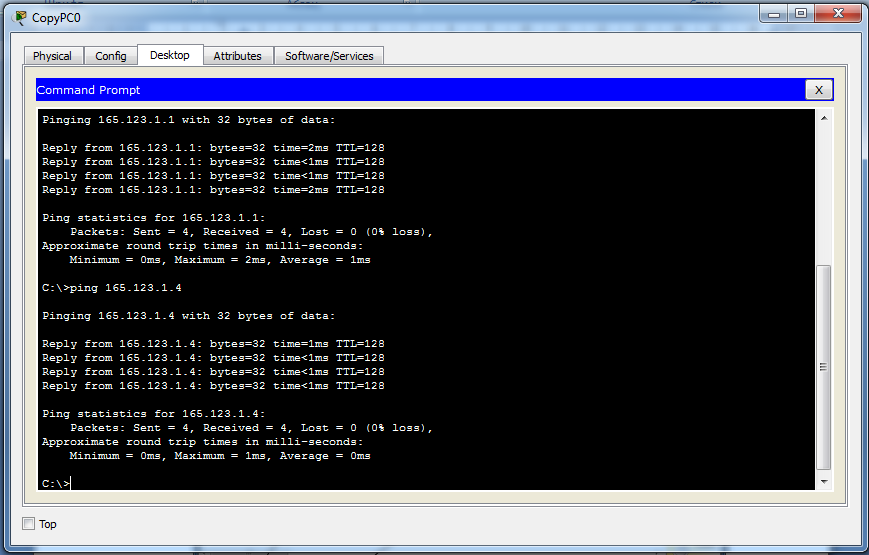 CopyPC0
Physical Config Desktop Attributes Software/Services
Command Prompt X
Pinging 165.123.1.1 with 32 bytes of data:
Reply from 165.123.1.1: bytes=32 time=2ms TTL=128
Reply from 165.123.1.1: bytes=32 time<1ms TTL=128
Reply from 165.123.1.1: bytes=32 time<1ms TTL=128
Reply from 165.123.1.1: bytes=32 time=2ms TTL=128
Ping statistics for 165.123.1.1:
Packets: Sent = 4, Received = 4, Lost = 0 (0% loss),
Approximate round trip times in milli-seconds:
Minimum = 0ms, Maximum = 2ms, Average = 1ms
C:\>ping 165.123.1.4
Pinging 165.123.1.4 with 32 bytes of data:
Reply from 165.123.1.4: bytes=32 time=1ms TTL=128
Reply from 165.123.1.4: bytes=32 time<1ms TTL=128
Reply from 165.123.1.4: bytes=32 time<1ms TTL=128
Reply from 165.123.1.4: bytes=32 time<1ms TTL=128
Ping statistics for 165.123.1.4:
Packets: Sent = 4, Received = 4, Lost = 0 (0% loss),
Approximate round trip times in milli-seconds:
Minimum = 0ms, Maximum = 1ms, Average = 0ms
C:\>
Top